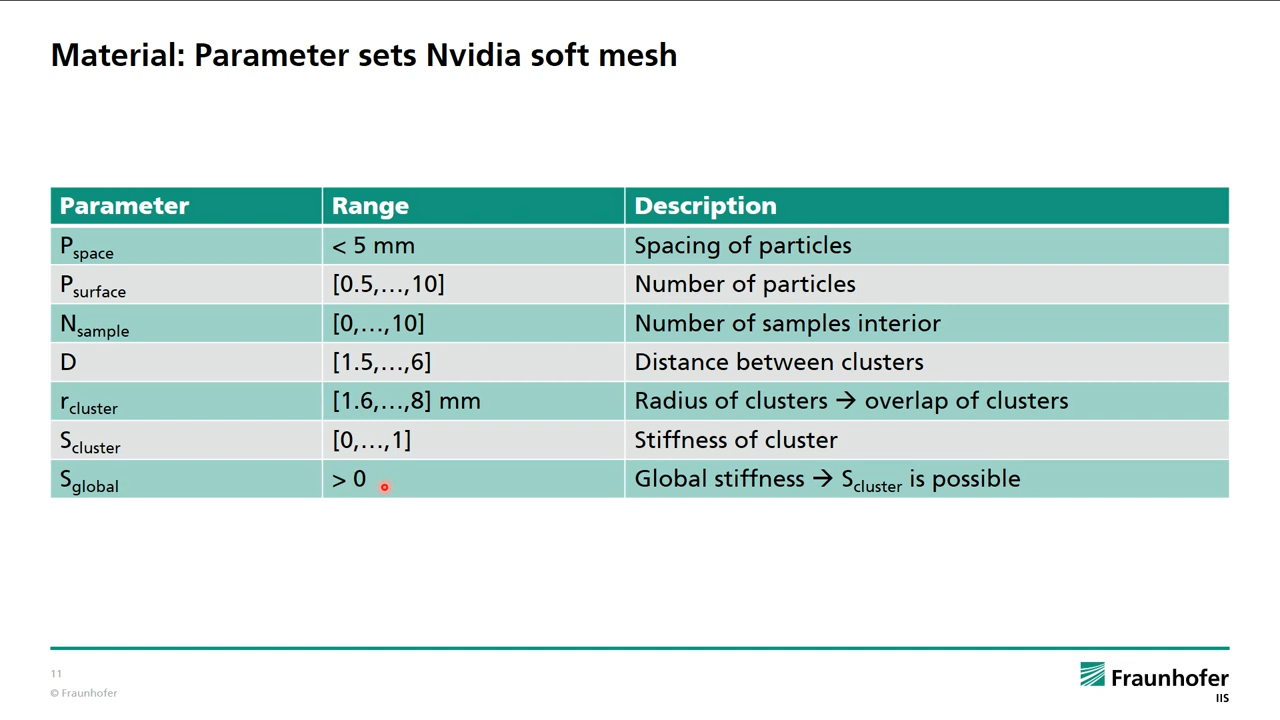 Material: Parameter sets Nvidia soft mesh
Parameter Range Description
Pspace < 5 mm Spacing of particles
Psurface [0.5,…,10] Number of particles
Nsample [0,…,10] Number of samples interior
D [1.5,…,6] Distance between clusters
rcluster [1.6,…,8] mm Radius of clusters → overlap of clusters
Scluster [0,…,1] Stiffness of cluster
Sglobal > 0 Global stiffness → Scluster is possible
11
© Fraunhofer
Fraunhofer
IIS